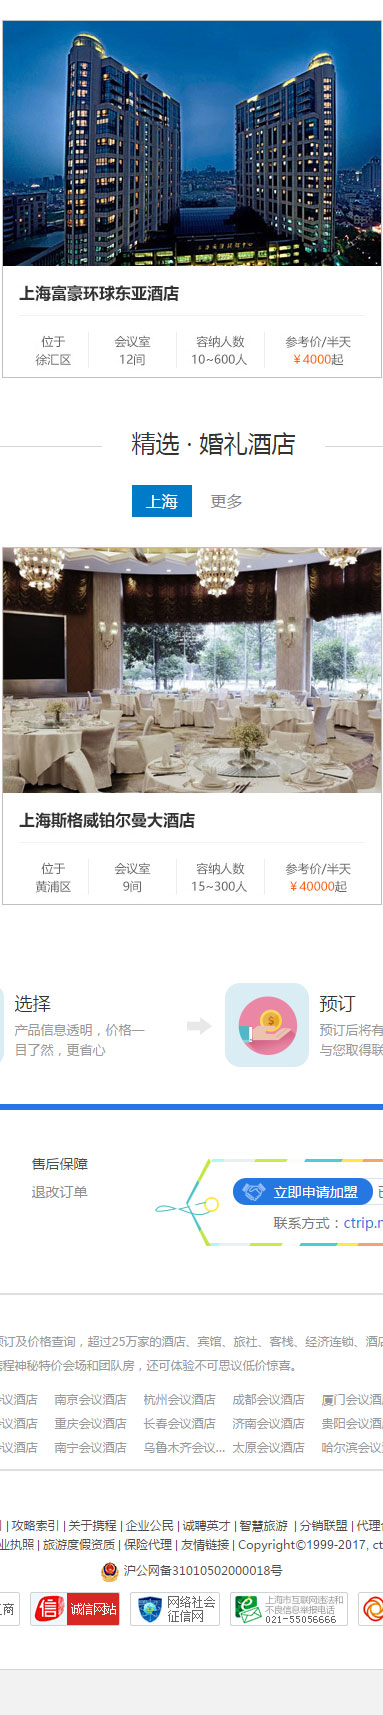 上海富豪环球东亚酒店
位于 会议室 容纳人数 参考价/半天
徐汇区 12间 10~600人 ￥4000起
精选 · 婚礼酒店
上海 更多
上海斯格威铂尔曼大酒店
位于 会议室 容纳人数 参考价/半天
黄浦区 9间 15~300人 ￥40000起
选择
产品信息透明，价格一
目了然，更省心
预订
预订后将有
与您取得联
售后保障
退改订单
立即申请加盟
联系方式：ctrip.n
预订及价格查询，超过25万家的酒店、宾馆、旅社、客栈、经济连锁、酒店
携程神秘特价会场和团队房，还可体验不可思议低价惊喜。
会议酒店 南京会议酒店 杭州会议酒店 成都会议酒店 厦门会议酒店
会议酒店 重庆会议酒店 长春会议酒店 济南会议酒店 贵阳会议酒店
会议酒店 南宁会议酒店 乌鲁木齐会议... 太原会议酒店 哈尔滨会议
| 攻略索引 | 关于携程 | 企业公民 | 诚聘英才 | 智慧旅游 | 分销联盟 | 代理合
业执照 | 旅游度假资质 | 保险代理 | 友情链接 | Copyright©1999-2017, ct
沪公网备31010502000018号
工商
信 诚信网站
网络社会
征信网
上海市互联网违法和
不良信息举报电话
021-55056666